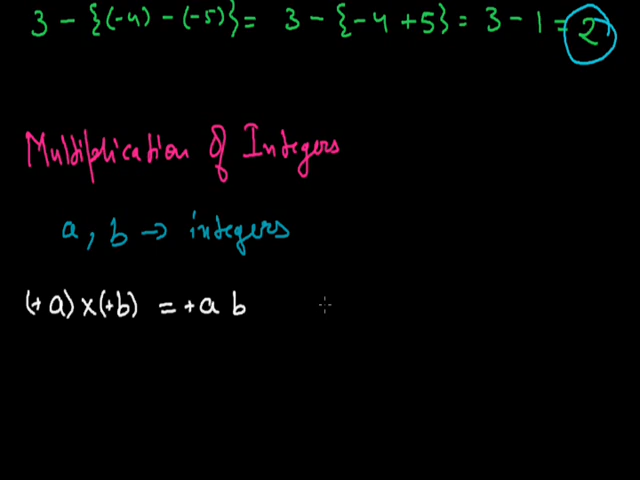 3 - {(-4) - (-5)} = 3 - {-4 + 5} = 3 - 1 = 2
Multiplication of Integers
a, b → integers
(+a) × (+b) = +a b